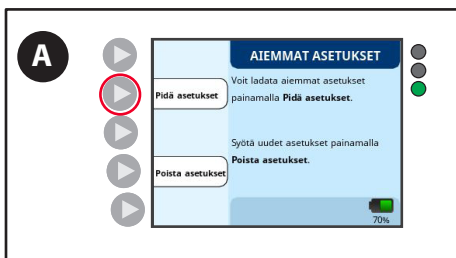 A
AIEMMAT ASETUKSET
Pidä asetukset
Voit ladata aiemmat asetukset
painamalla Pidä asetukset.
Syötä uudet asetukset painamalla
Poista asetukset.
Poista asetukset
70%